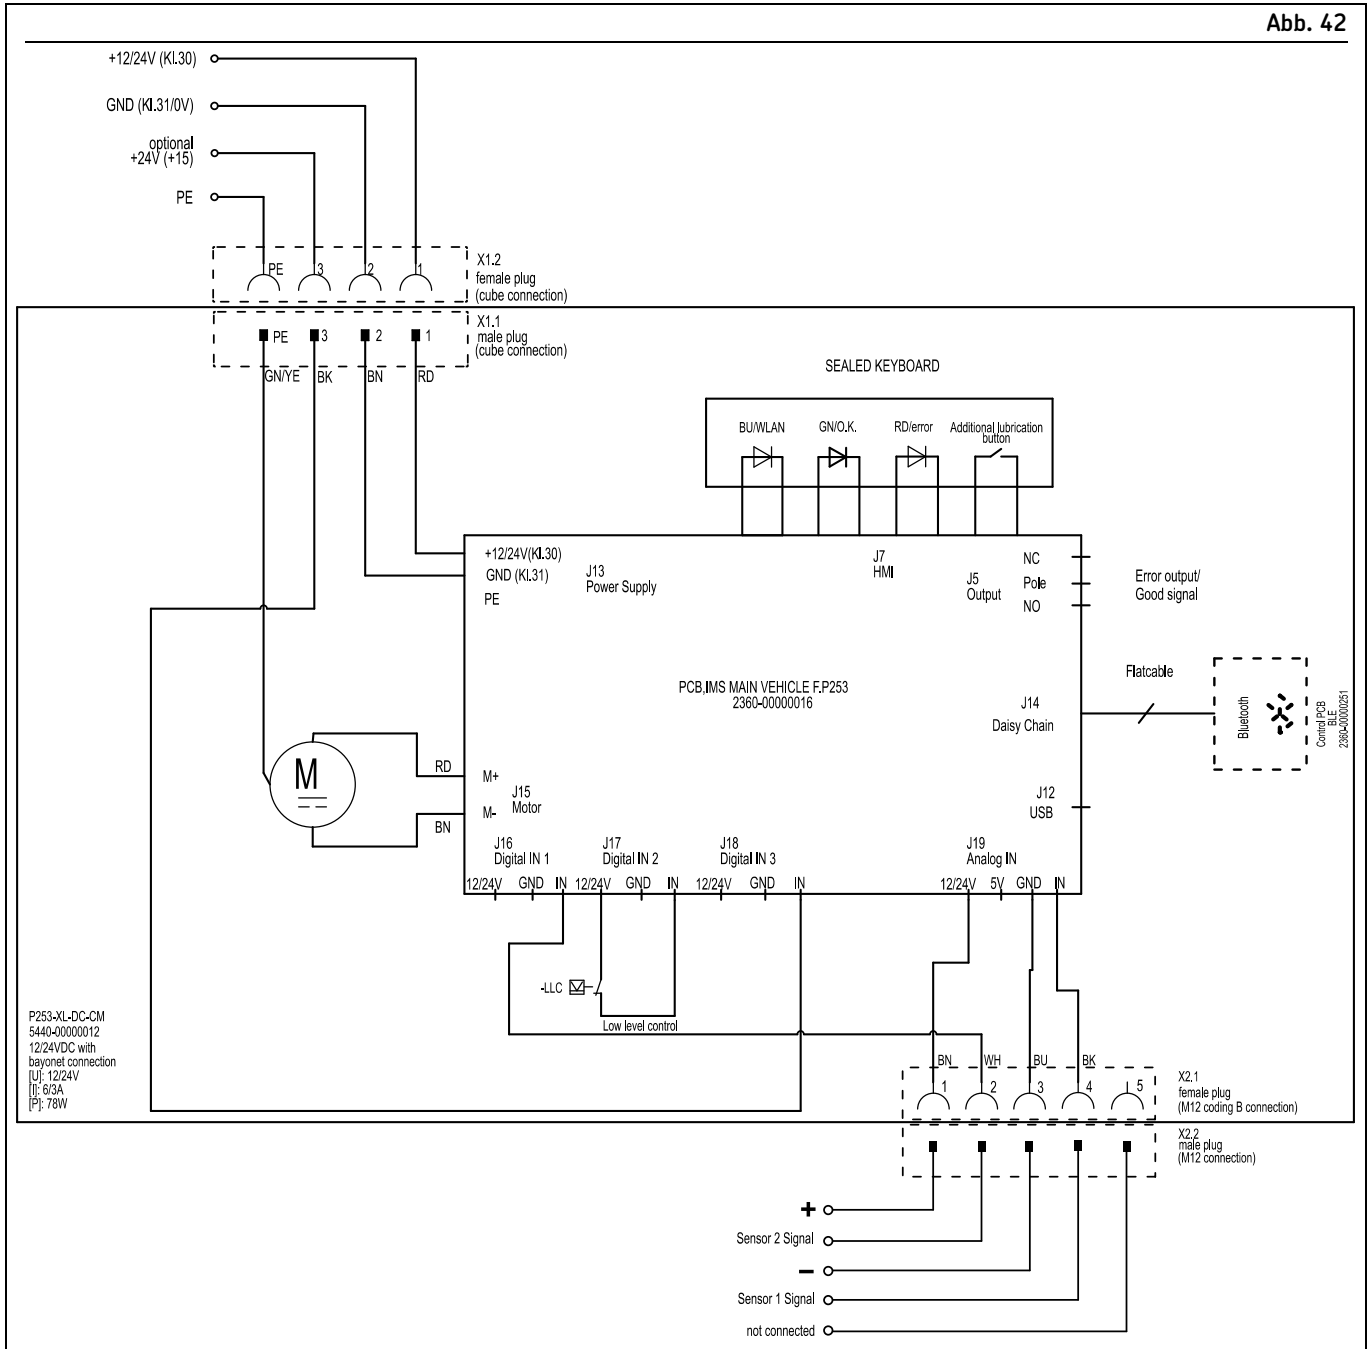 Abb. 42
+12/24V (Kl.30)
GND (Kl.31/0V)
optional
+24V (+15)
PE
PE 3 2 1
X1.2
female plug
(cube connection)
PE 3 2 1
X1.1
male plug
(cube connection)
GN/YE BK BN RD
SEALED KEYBOARD
BU/WLAN GN/O.K. RD/error Additional lubrication
button
+12/24V(Kl.30)
GND (Kl.31)
PE
J13
Power Supply
J7
HMI
J5
Output
NC
Pole
NO
Error output/
Good signal
PCB,IMS MAIN VEHICLE F.P253
2360-00000016
J14
Daisy Chain
Flatcable
Bluetooth
Control PCB
BLE
2360-00000251
M
RD
BN
M+
M-
J15
Motor
J12
USB
J16
Digital IN 1
J17
Digital IN 2
J18
Digital IN 3
J19
Analog IN
12/24V GND IN 12/24V GND IN 12/24V GND IN 12/24V 5V GND IN
-LLC
Low level control
P253-XL-DC-CM
5440-00000012
12/24VDC with
bayonet connection
[U]: 12/24V
[I]: 6/3A
[P]: 78W
BN WH BU BK
1 2 3 4 5
X2.1
female plug
(M12 coding B connection)
X2.2
male plug
(M12 connection)
+
Sensor 2 Signal
−
Sensor 1 Signal
not connected